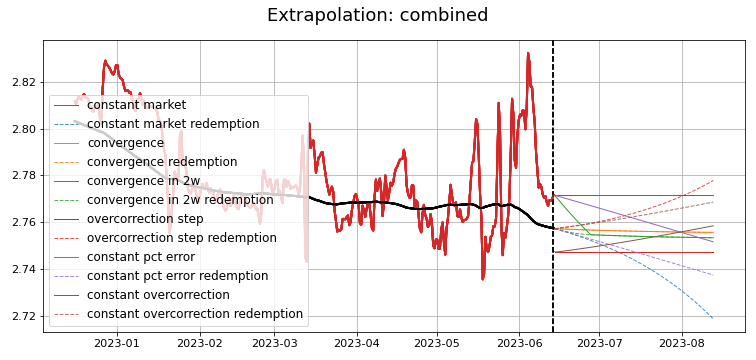 Extrapolation: combined
2.82
2.80
2.78
2.76
2.74
2.72
constant market
constant market redemption
convergence
convergence redemption
convergence in 2w
convergence in 2w redemption
overcorrection step
overcorrection step redemption
constant pct error
constant pct error redemption
constant overcorrection
constant overcorrection redemption
2023-01 2023-02 2023-03 2023-04 2023-05 2023-06 2023-07 2023-08